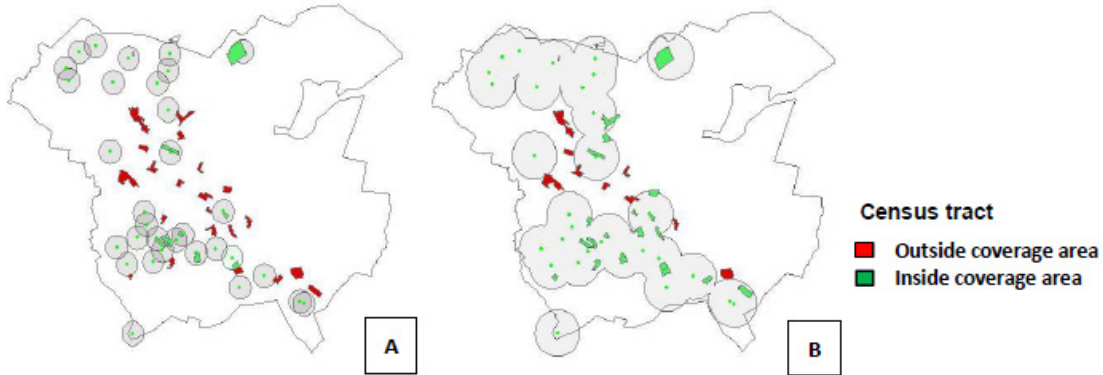 A
B
Census tract
Outside coverage area
Inside coverage area